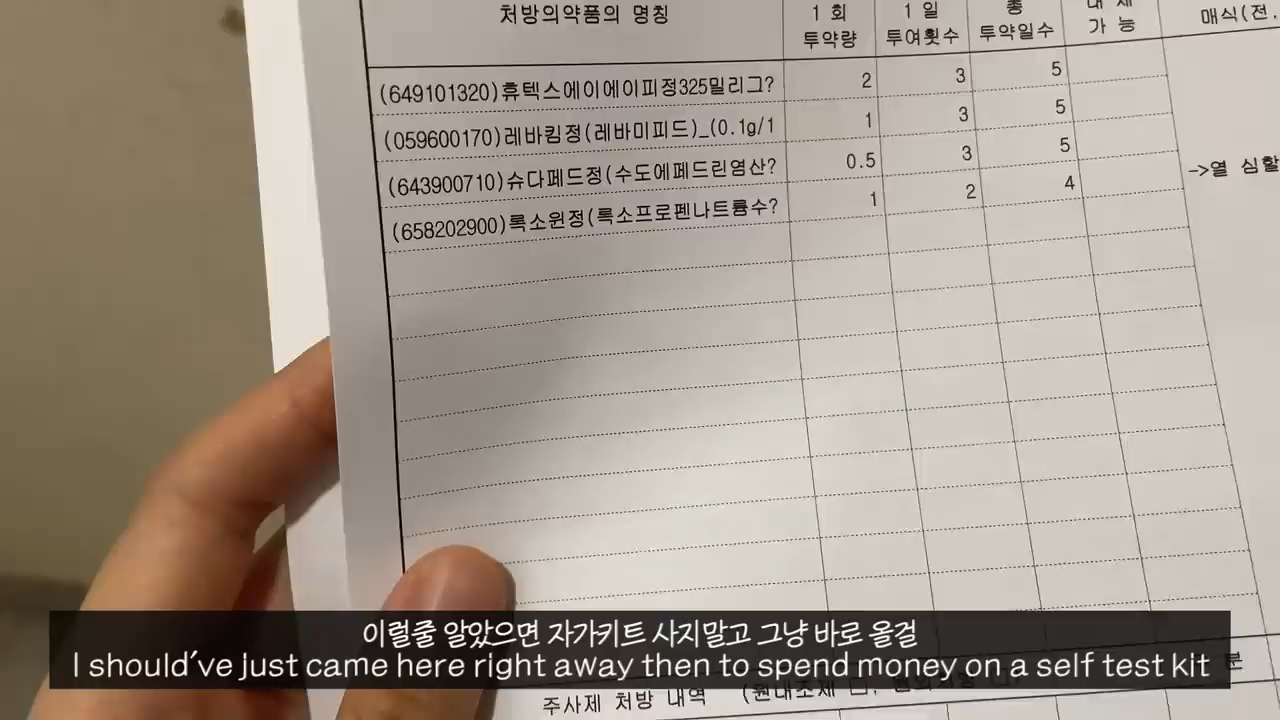 처방의약품의 명칭
1 회
투약량
1 일
투여횟수
총
투약일수
가 능
매식(전.
(649101320)휴텍스에이에이피정325밀리그? 2 3 5
(059600170)레바킴정(레바미피드)_(0.1g/1 1 3 5
(643900710)슈다페드정(수도에페드린염산? 0.5 3 5
(658202900)록소윈정(록소프로펜나트륨수? 1 2 4
->열 심할
이럴줄 알았으면 자가키트 사지말고 그냥 바로 올걸
I should've just came here right away then to spend money on a self test kit
분
주사제 처방 내역 (원내조제 □,